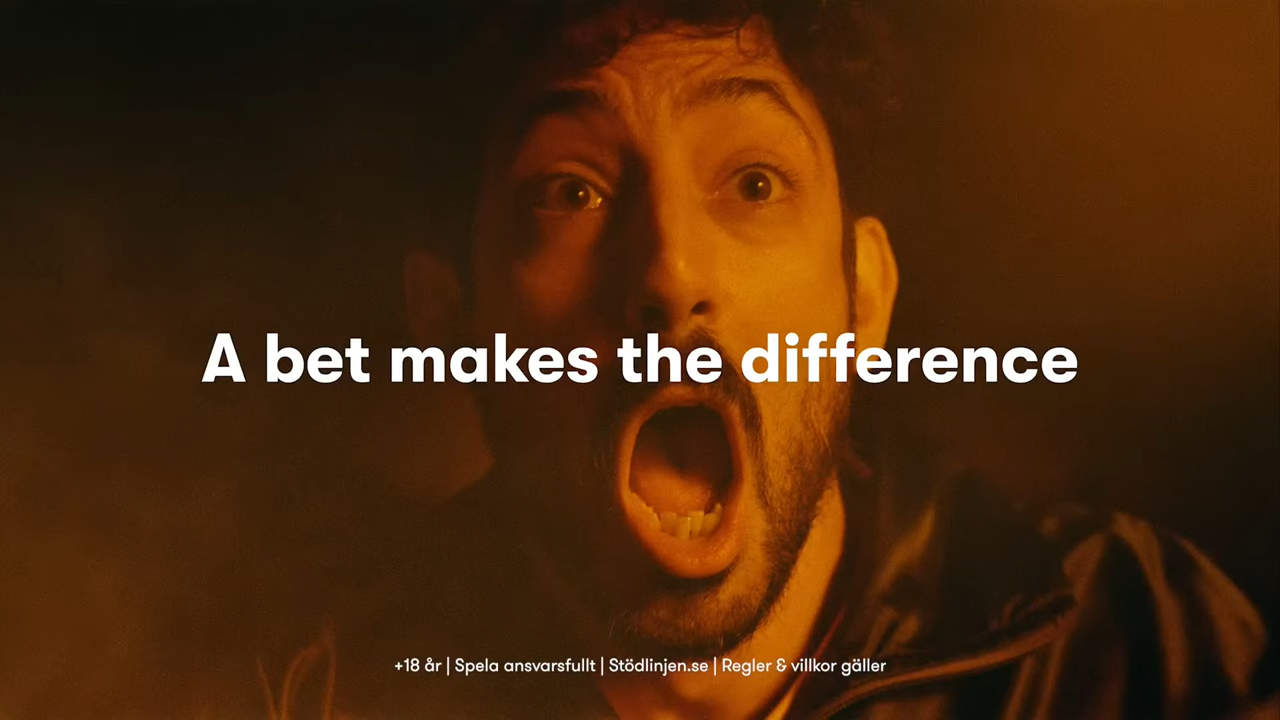 A bet makes the difference
+18 år | Spela ansvarsfullt | Stödlinjen.se | Regler & villkor gäller